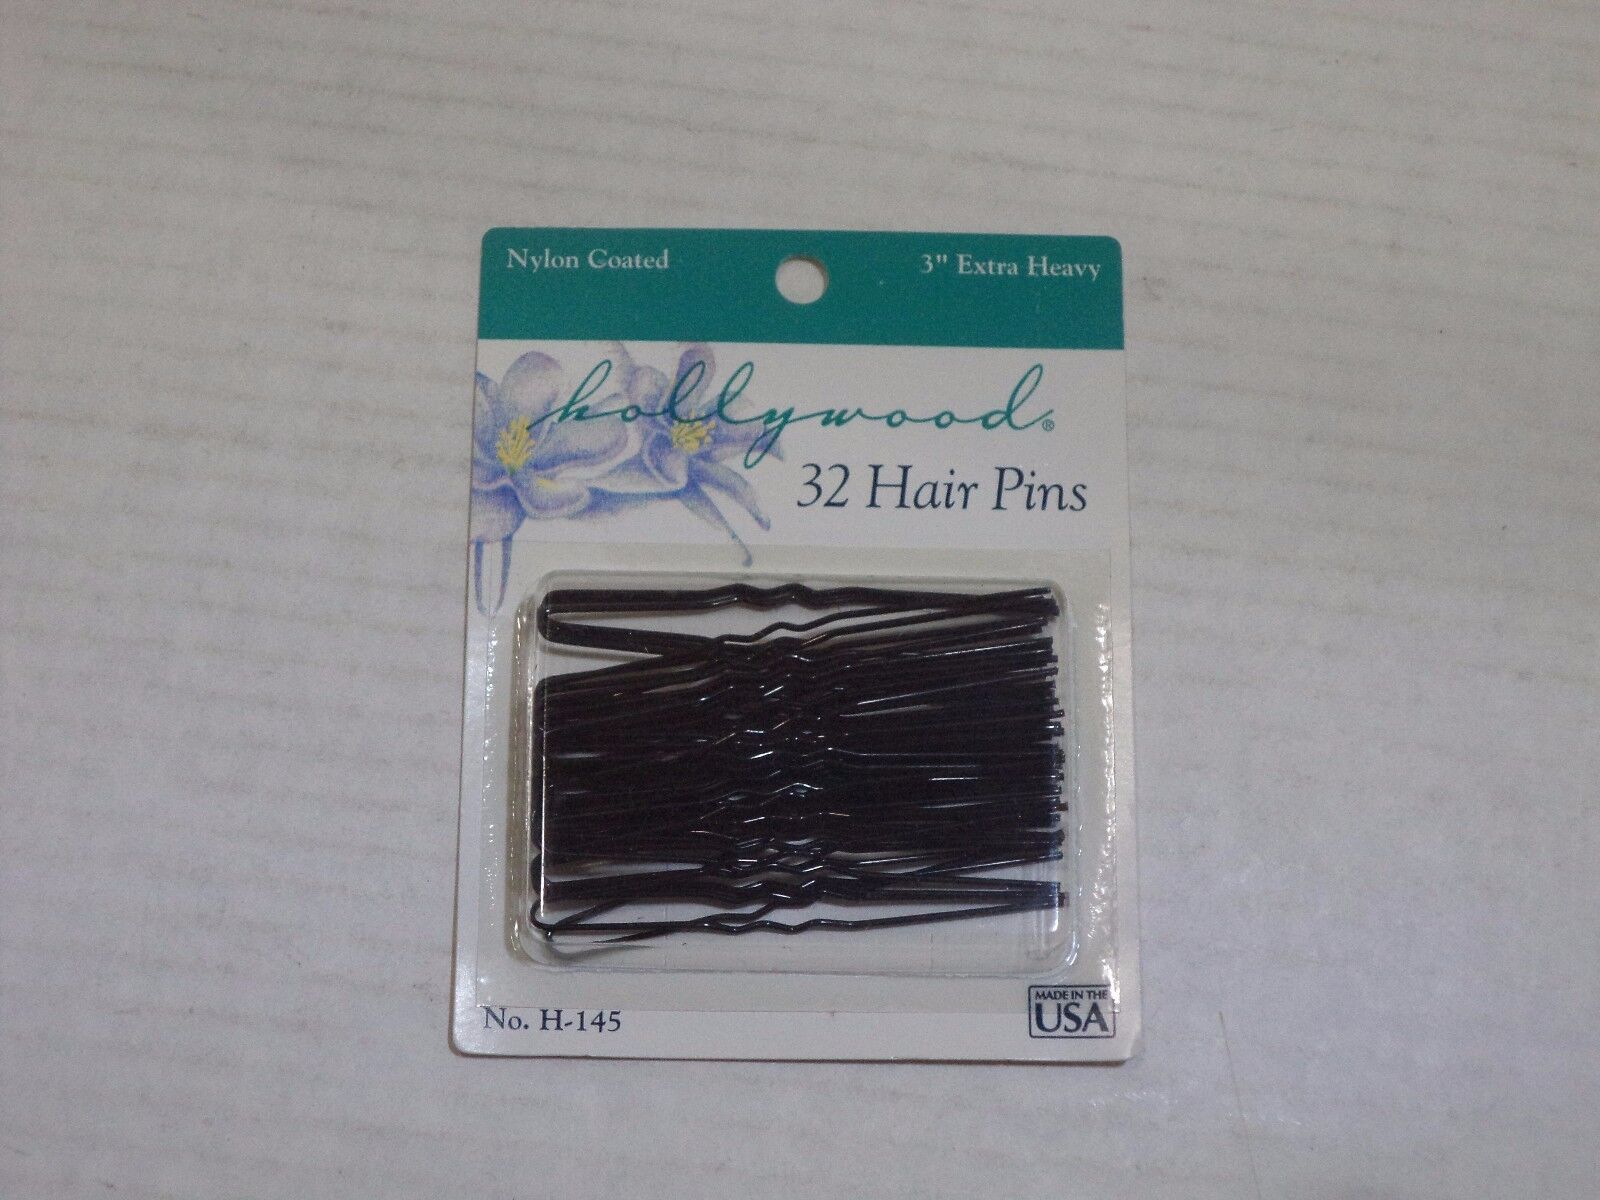 Nylon Coated
3" Extra Heavy
hollywood®
32 Hair Pins
No. H-145
MADE IN THE
USA